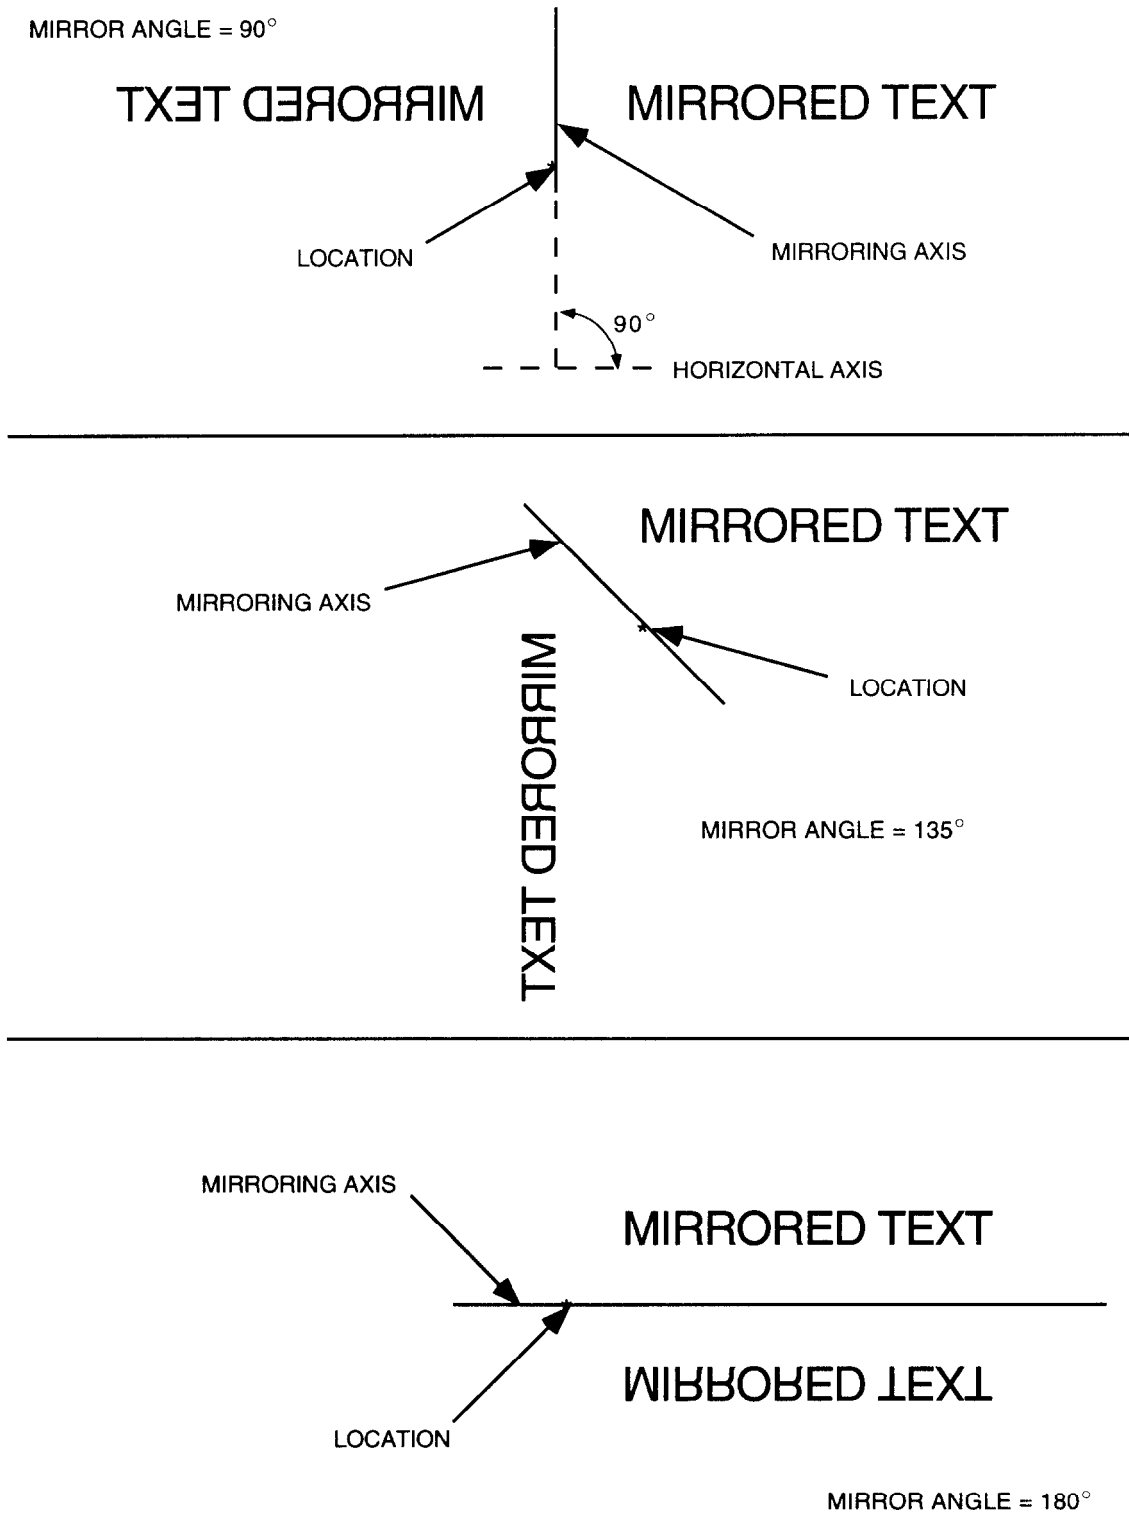 MIRROR ANGLE = 90°
MIRRORED TEXT MIRRORED TEXT
LOCATION
MIRRORING AXIS
90°
HORIZONTAL AXIS
MIRRORED TEXT
MIRRORING AXIS
MIRRORED TEXT
LOCATION
MIRROR ANGLE = 135°
MIRRORING AXIS
MIRRORED TEXT
MIRRORED TEXT
LOCATION
MIRROR ANGLE = 180°